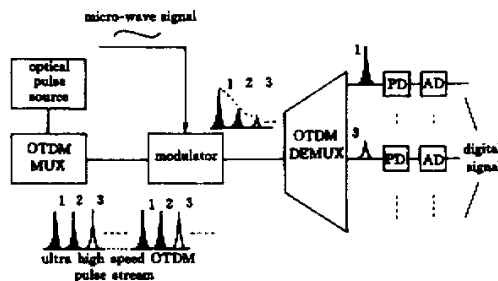 micro-wave signal
optical
pulse
source
OTDM
MUX
modulator
1 2 3
OTDM
DEMUX
1
PD
AD
3
PD
AD
digital
signal
1 2 3
1 2 3
ultra high speed OTDM
pulse stream